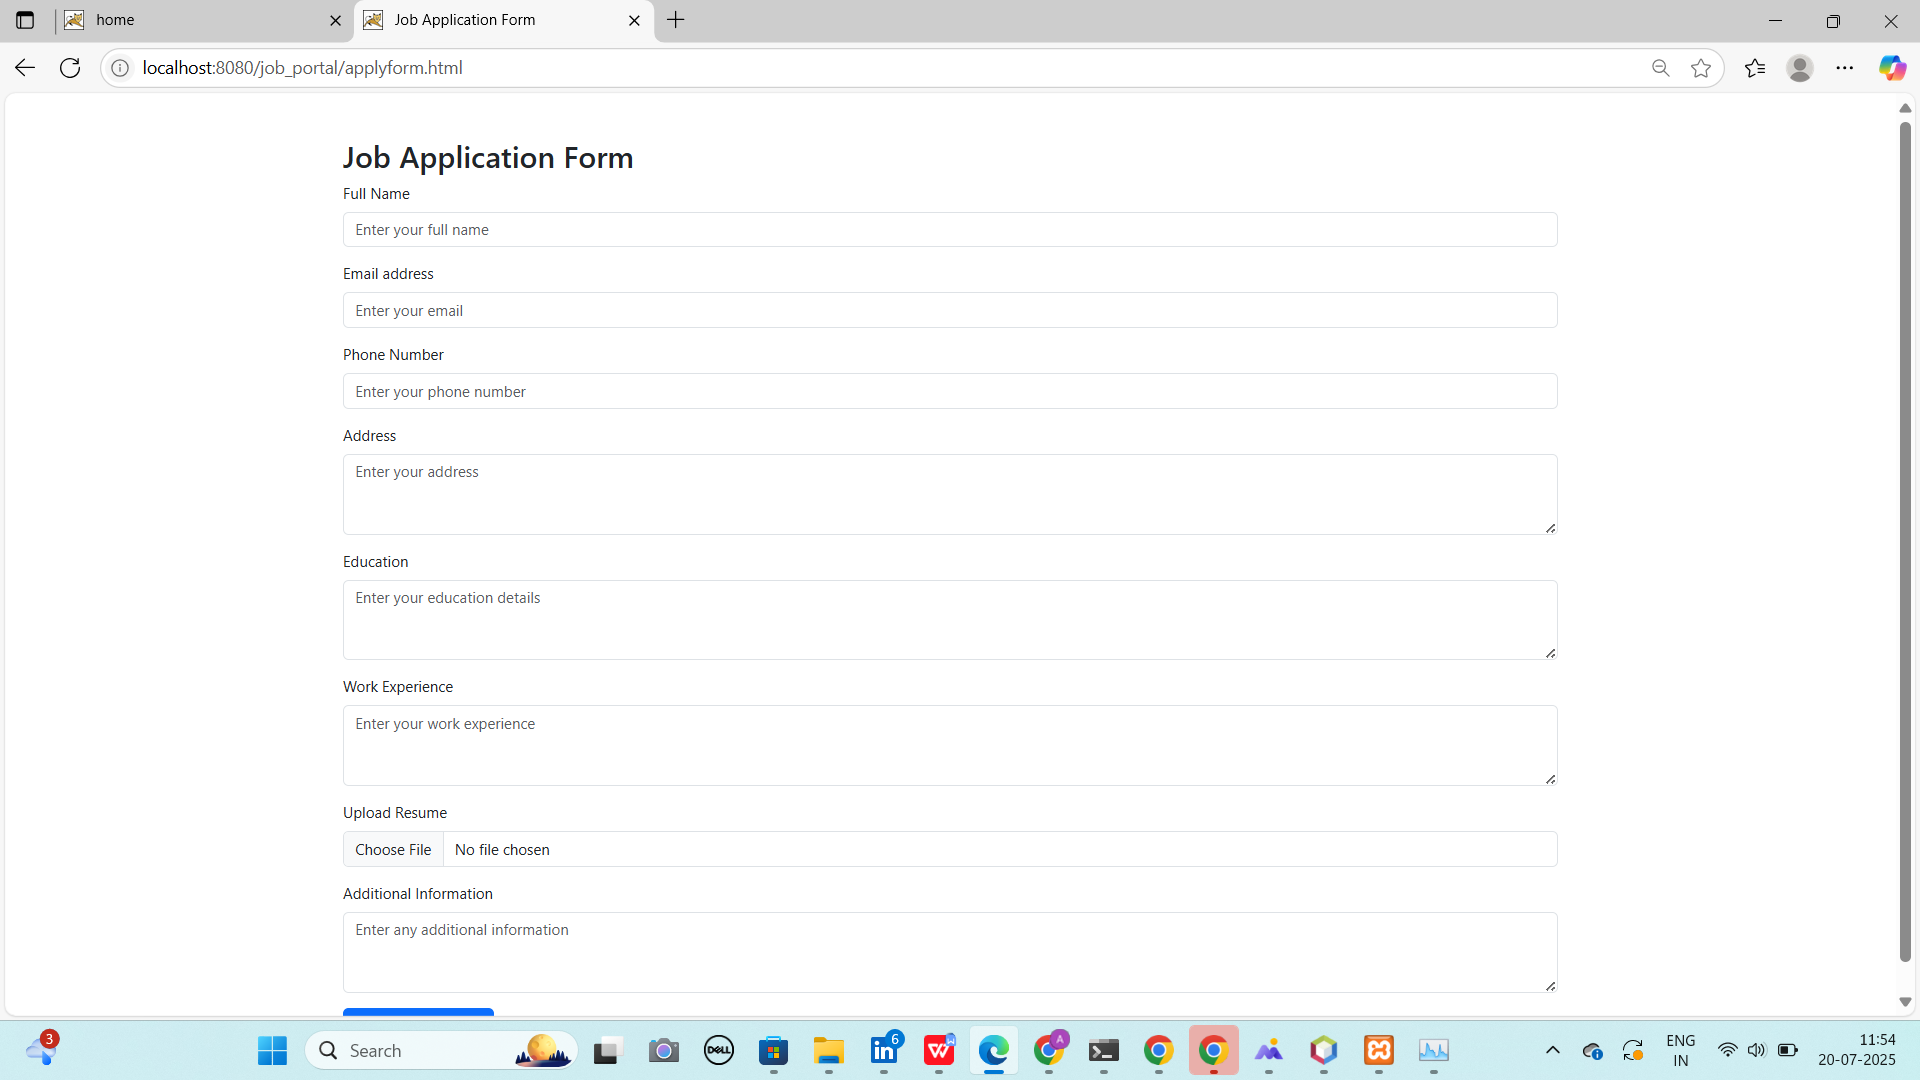 home
Job Application Form
localhost:8080/job_portal/applyform.html
Job Application Form
Full Name
Enter your full name
Email address
Enter your email
Phone Number
Enter your phone number
Address
Enter your address
Education
Enter your education details
Work Experience
Enter your work experience
Upload Resume
Choose File No file chosen
Additional Information
Enter any additional information
3
Search
DELL
in 6
W
A
ENG
IN
11:54
20-07-2025